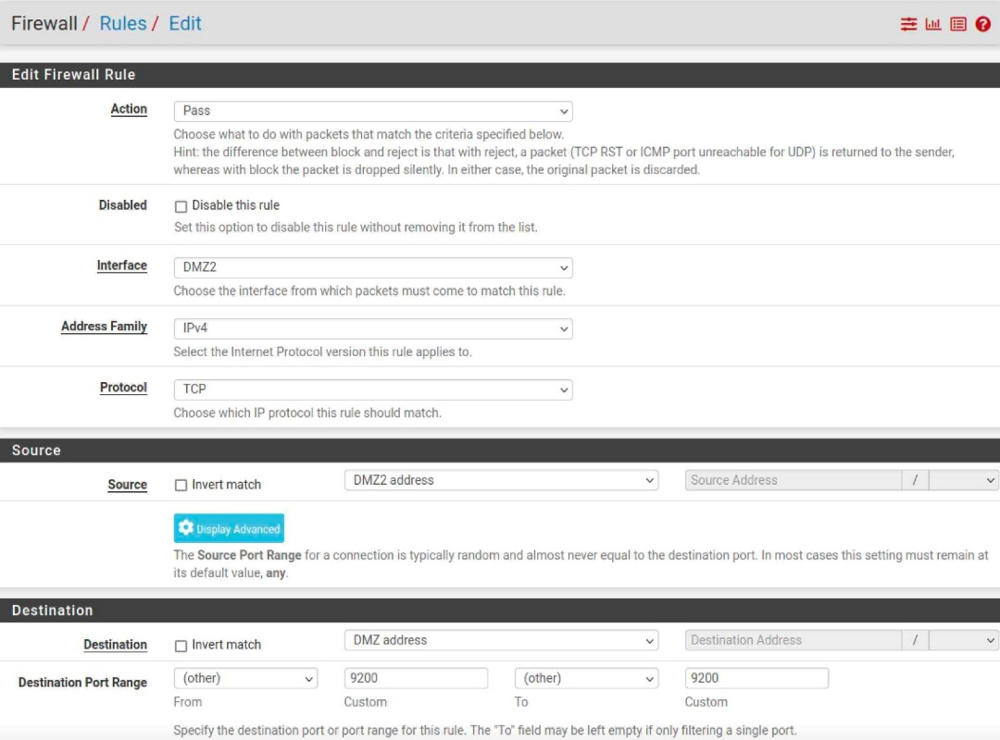 Firewall / Rules / Edit
Edit Firewall Rule
Action Pass
Choose what to do with packets that match the criteria specified below.
Hint: the difference between block and reject is that with reject, a packet (TCP RST or ICMP port unreachable for UDP) is returned to the sender,
whereas with block the packet is dropped silently. In either case, the original packet is discarded.
Disabled Disable this rule
Set this option to disable this rule without removing it from the list.
Interface DMZ2
Choose the interface from which packets must come to match this rule.
Address Family IPv4
Select the Internet Protocol version this rule applies to.
Protocol TCP
Choose which IP protocol this rule should match.
Source
Source Invert match DMZ2 address Source Address /
Display Advanced
The Source Port Range for a connection is typically random and almost never equal to the destination port. In most cases this setting must remain at
its default value, any.
Destination
Destination Invert match DMZ address Destination Address /
Destination Port Range (other) 9200 (other) 9200
From Custom To Custom
Specify the destination port or port range for this rule. The "To" field may be left empty if only filtering a single port.